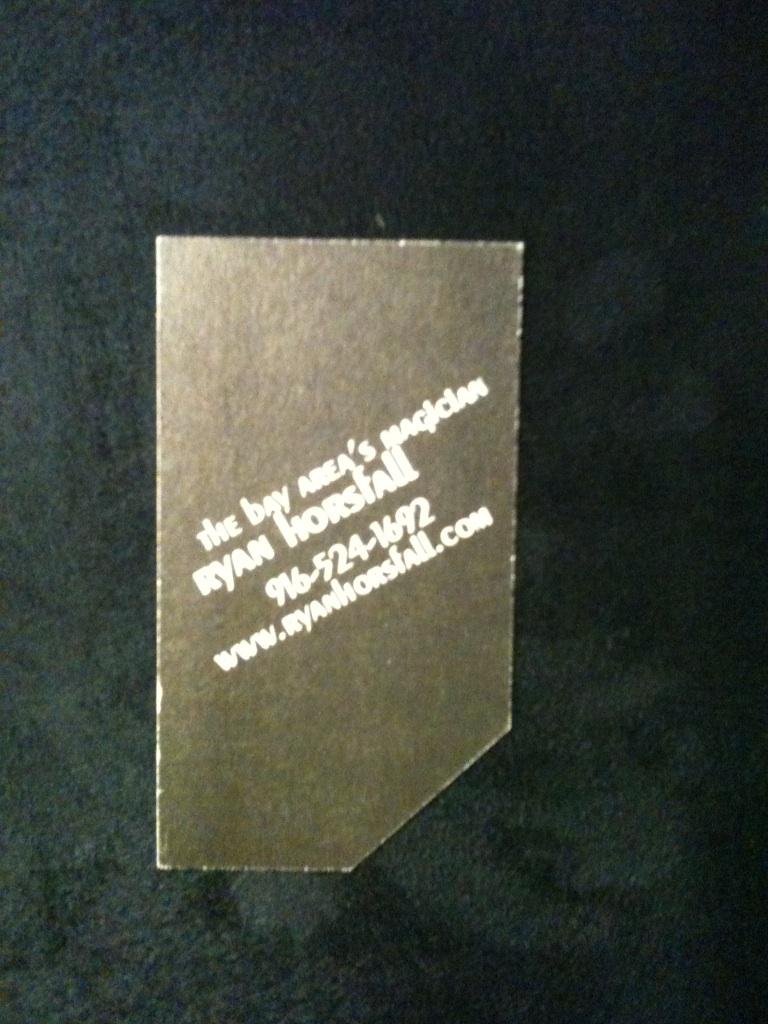 THE bAy AREA'S MAGiciAN
RyAN HORSfAll
916-524-1692
www.RyANHORSfAll.COM